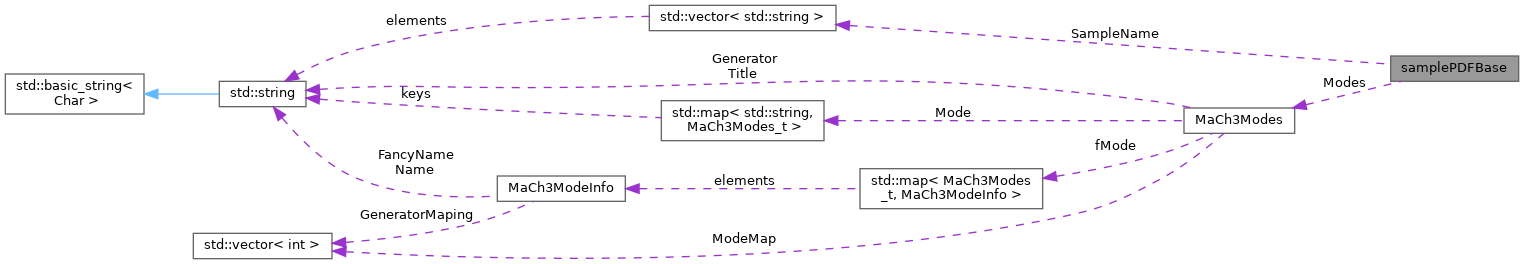 elements
std::vector< std::string >
SampleName
samplePDFBase
Generator
Title
Modes
std::basic_string<
Char >
std::string
keys
std::map< std::string,
MaCh3Modes_t >
Mode
MaCh3Modes
fMode
FancyName
Name
MaCh3ModeInfo
elements
std::map< MaCh3Modes
_t, MaCh3ModeInfo >
GeneratorMaping
std::vector< int >
ModeMap